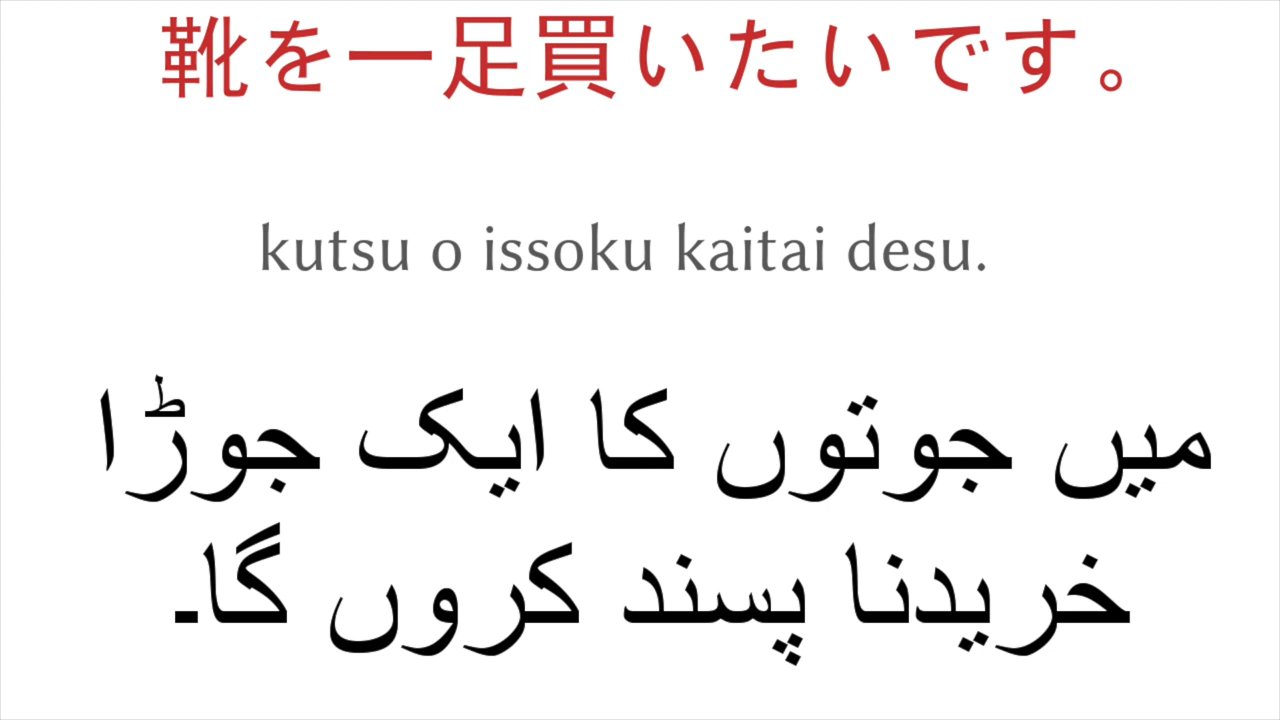 靴を一足買いたいです。
kutsu o issoku kaitai desu.
میں جوتوں کا ایک جوڑا
خریدنا پسند کروں گا۔